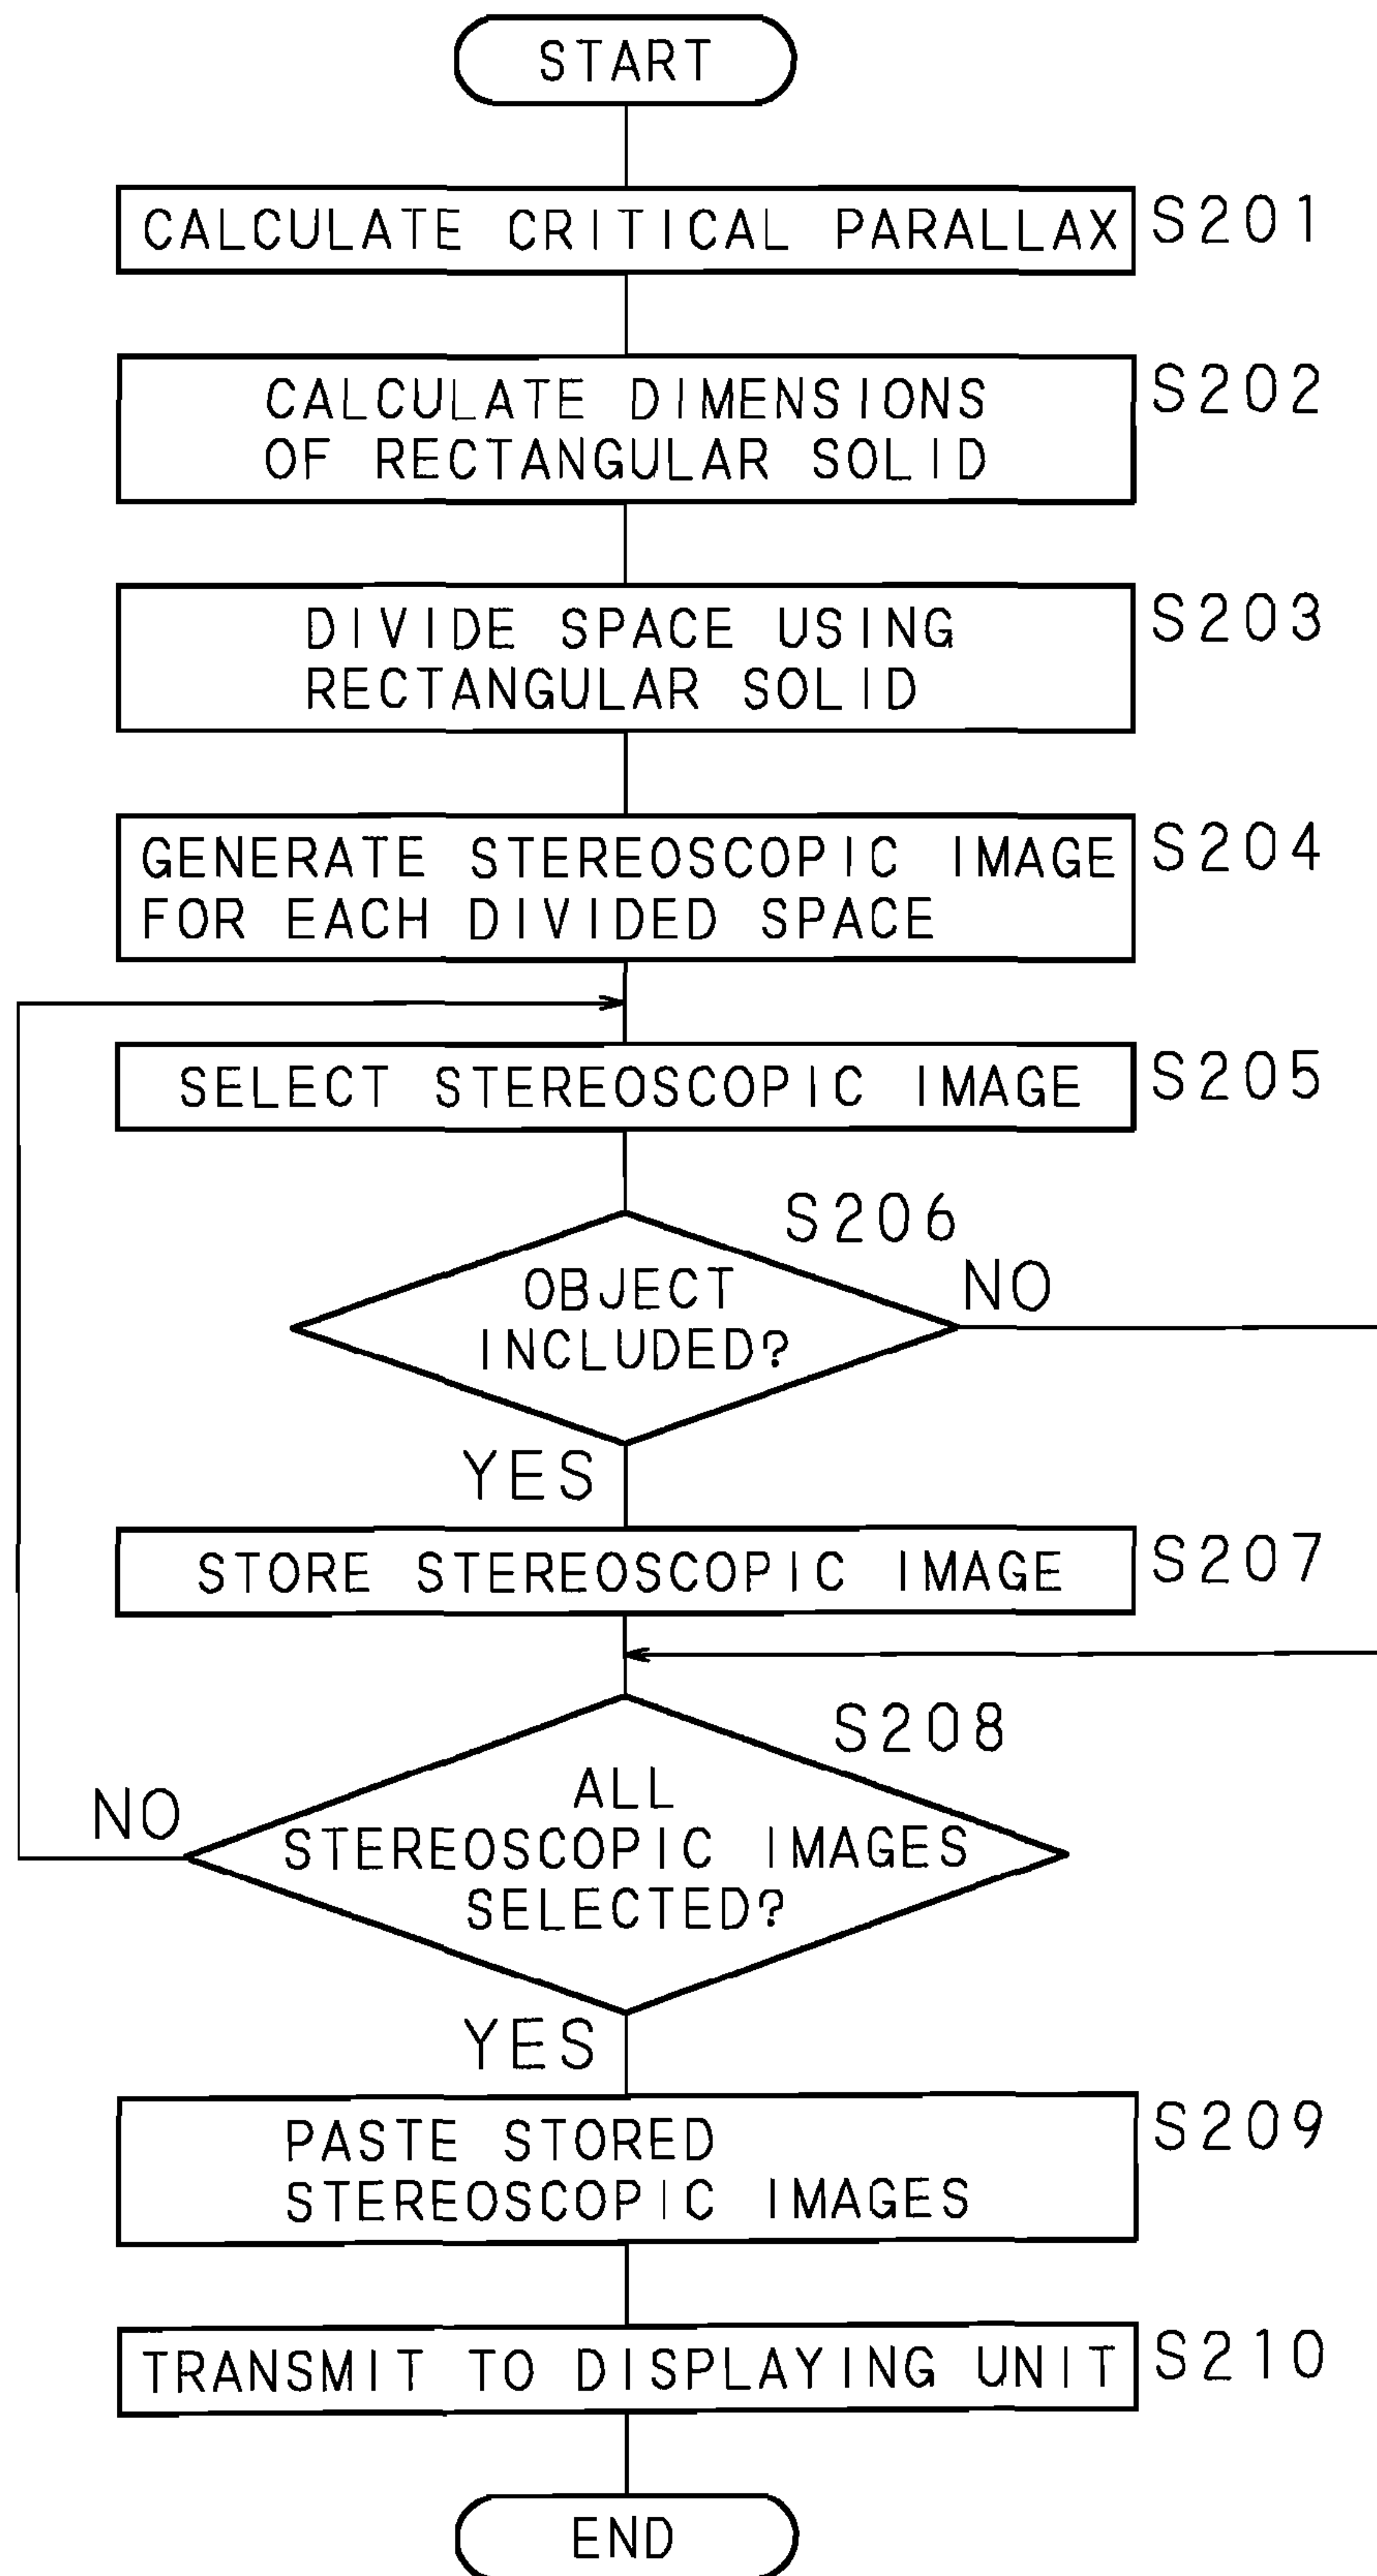 START
CALCULATE CRITICAL PARALLAX S201
CALCULATE DIMENSIONS S202
OF RECTANGULAR SOLID
DIVIDE SPACE USING S203
RECTANGULAR SOLID
GENERATE STEREOSCOPIC IMAGE S204
FOR EACH DIVIDED SPACE
SELECT STEREOSCOPIC IMAGE S205
S206
OBJECT NO
INCLUDED?
YES
STORE STEREOSCOPIC IMAGE S207
S208
ALL
NO
STEREOSCOPIC IMAGES
SELECTED?
YES
PASTE STORED S209
STEREOSCOPIC IMAGES
TRANSMIT TO DISPLAYING UNIT S210
END